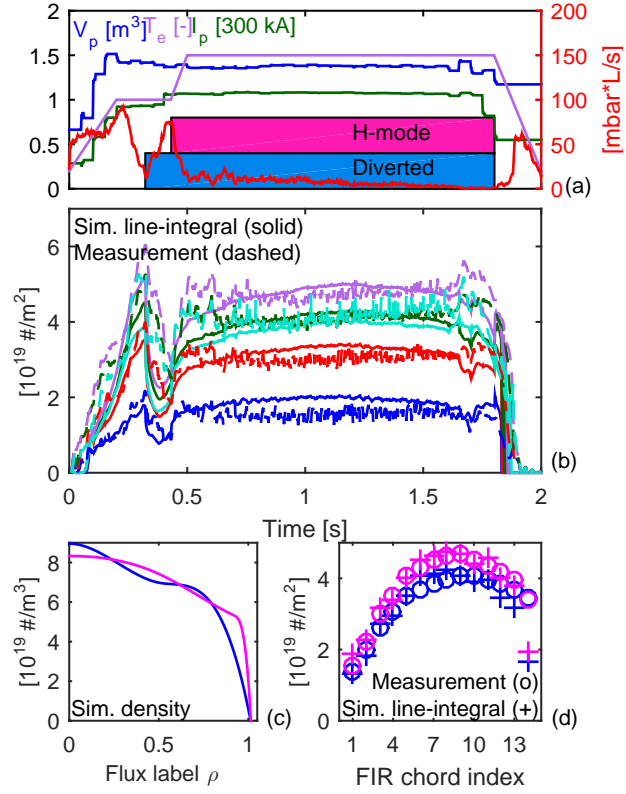 V_p [m^3] T_e [-] I_p [300 kA]
2 200
1.5 150
1 100
0.5 50
0 0
[mbar*L/s]
H-mode
Diverted
(a)
Sim. line-integral (solid)
Measurement (dashed)
6
4
2
0
[10^19 #/m^2]
0 0.5 1 1.5 2
(b)
Time [s]
8
6
4
2
0
[10^19 #/m^3]
Sim. density
(c)
0 0.5 1
Flux label ρ
4
2
0
[10^19 #/m^2]
Measurement (o)
Sim. line-integral (+)
(d)
1 4 7 10 13
FIR chord index